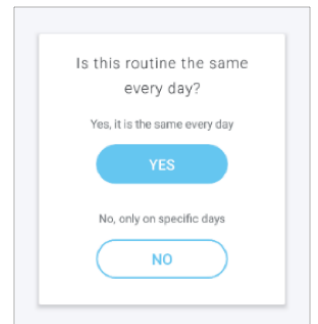 Is this routine the same
every day?
Yes, it is the same every day
YES
No, only on specific days
NO